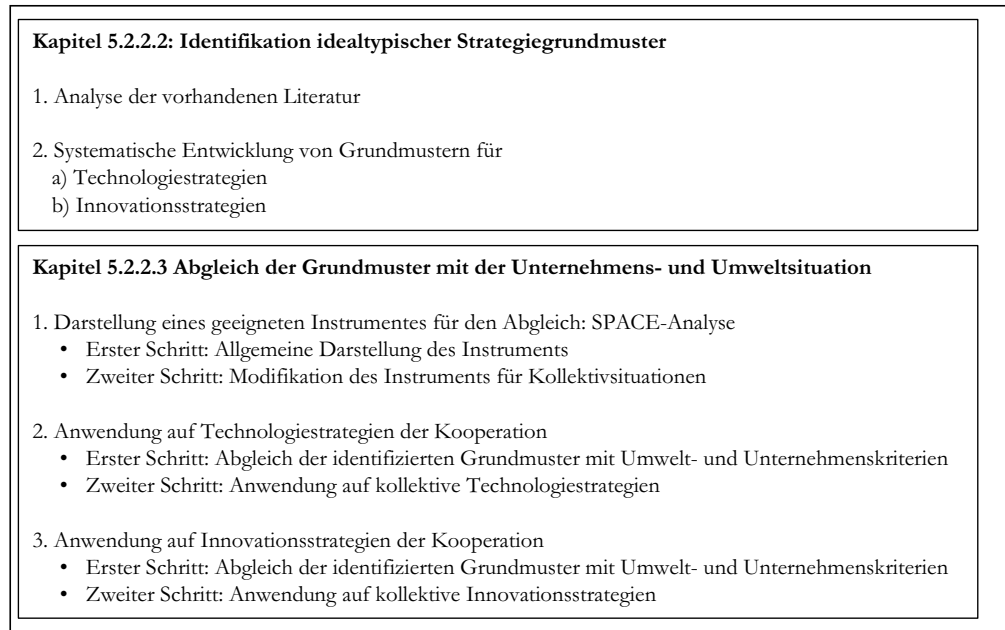 Kapitel 5.2.2.2: Identifikation idealtypischer Strategiegrundmuster
1. Analyse der vorhandenen Literatur
2. Systematische Entwicklung von Grundmustern für
a) Technologiestrategien
b) Innovationsstrategien
Kapitel 5.2.2.3 Abgleich der Grundmuster mit der Unternehmens- und Umweltsituation
1. Darstellung eines geeigneten Instrumentes für den Abgleich: SPACE-Analyse
• Erster Schritt: Allgemeine Darstellung des Instruments
• Zweiter Schritt: Modifikation des Instruments für Kollektivsituationen
2. Anwendung auf Technologiestrategien der Kooperation
• Erster Schritt: Abgleich der identifizierten Grundmuster mit Umwelt- und Unternehmenskriterien
• Zweiter Schritt: Anwendung auf kollektive Technologiestrategien
3. Anwendung auf Innovationsstrategien der Kooperation
• Erster Schritt: Abgleich der identifizierten Grundmuster mit Umwelt- und Unternehmenskriterien
• Zweiter Schritt: Anwendung auf kollektive Innovationsstrategien